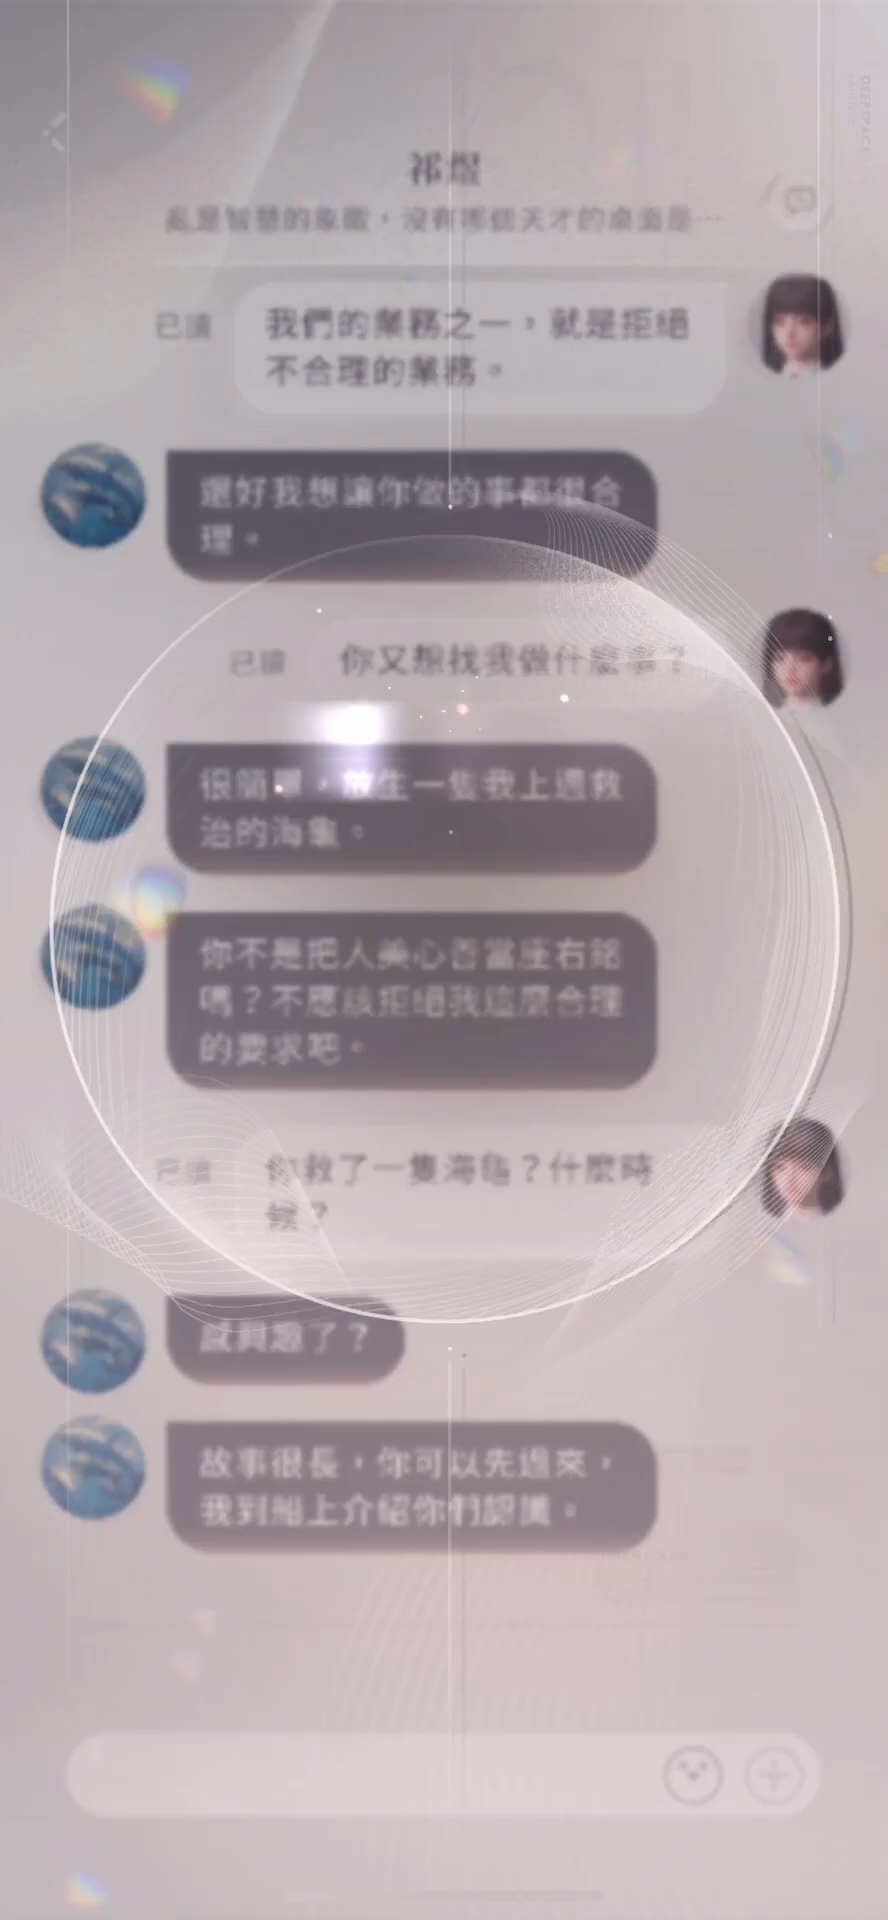 DEEPSPACE
祁煜
亂是智慧的象徵，沒有哪個天才的桌面是…
已讀
我們的業務之一，就是拒絕
不合理的業務。
還好我想讓你做的事都很合
理。
已讀
你又想找我做什麼事？
很簡單，放生一隻我上週救
治的海龜。
你不是把人美心善當座右銘
嗎？不應該拒絕我這麼合理
的要求吧。
已讀
你救了一隻海龜？什麼時
候？
感興趣了？
故事很長，你可以先過來，
我到船上介紹你們認識。